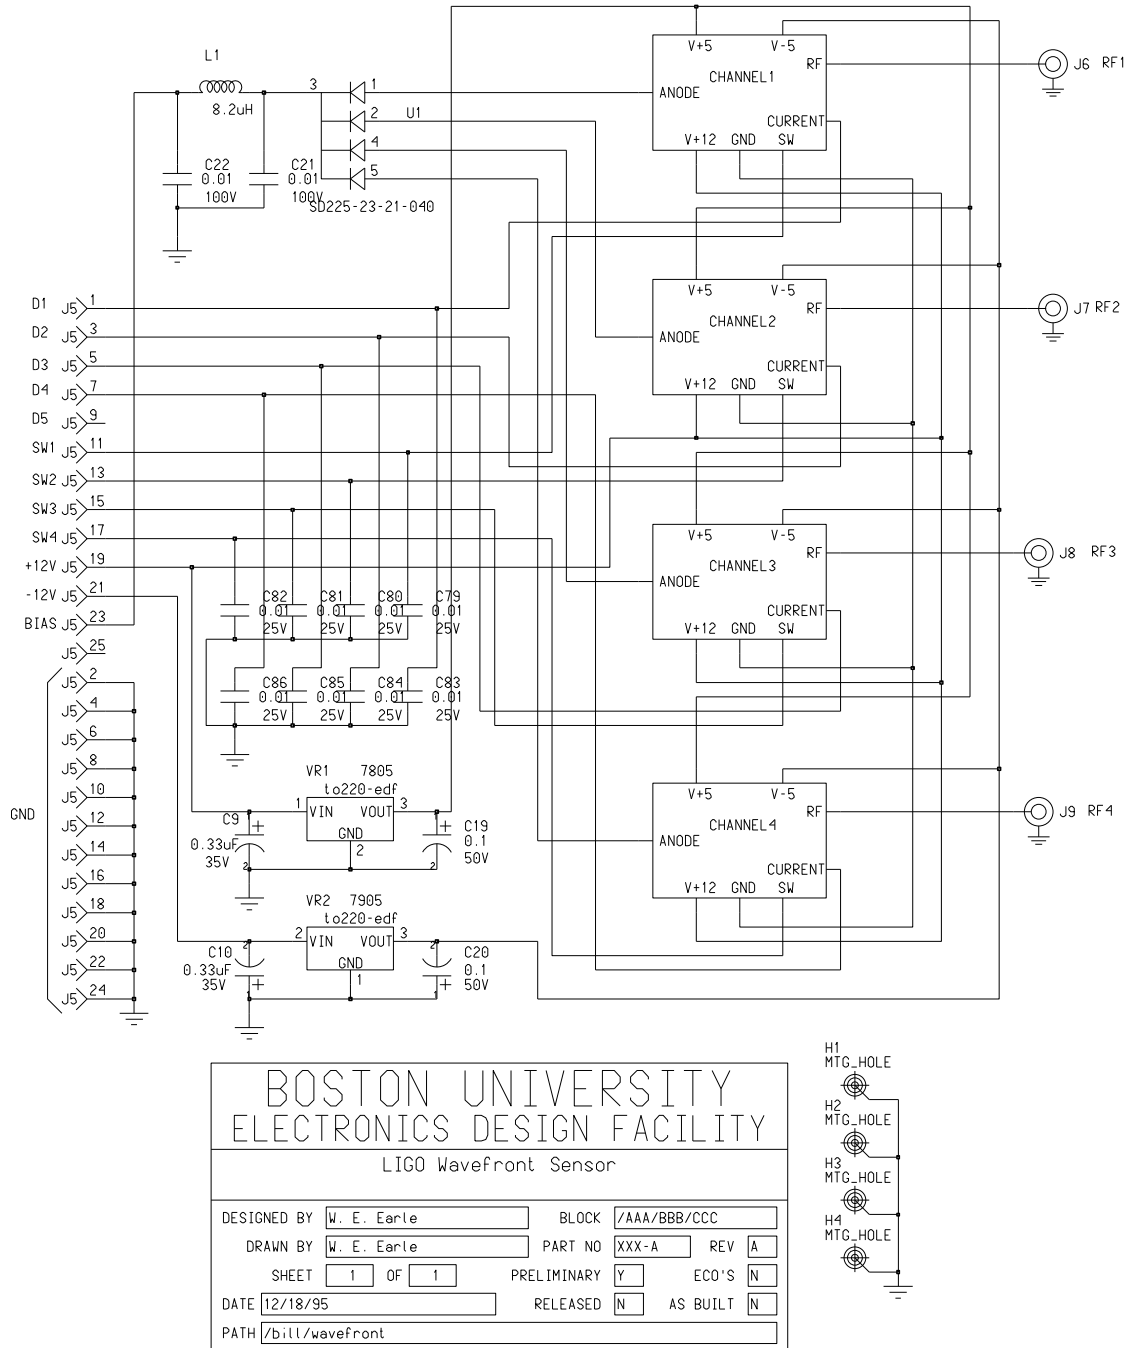 L1
8.2uH
C22
0.01
100V
C21
0.01
100V
3
1
2
4
5
U1
SD225-23-21-040
V+5 V-5
RF
CHANNEL1
ANODE
CURRENT
V+12 GND SW
J6 RF1
V+5 V-5
RF
CHANNEL2
ANODE
CURRENT
V+12 GND SW
J7 RF2
V+5 V-5
RF
CHANNEL3
ANODE
CURRENT
V+12 GND SW
J8 RF3
V+5 V-5
RF
CHANNEL4
ANODE
CURRENT
V+12 GND SW
J9 RF4
D1 J5 1
D2 J5 3
D3 J5 5
D4 J5 7
D5 J5 9
SW1 J5 11
SW2 J5 13
SW3 J5 15
SW4 J5 17
+12V J5 19
-12V J5 21
BIAS J5 23
J5 25
J5 2
J5 4
J5 6
J5 8
J5 10
GND
J5 12
J5 14
J5 16
J5 18
J5 20
J5 22
J5 24
C82
0.01
25V
C81
0.01
25V
C80
0.01
25V
C79
0.01
25V
C86
0.01
25V
C85
0.01
25V
C84
0.01
25V
C83
0.01
25V
VR1 7805
to220-edf
1 VIN VOUT 3
GND
2
C9
0.33uF
35V
+
2
C19
0.1
50V
+
2
VR2 7905
to220-edf
2 VIN VOUT 3
GND
1
C10
0.33uF
35V
2
+
1
C20
0.1
50V
2
+
1
H1
MTG_HOLE
H2
MTG_HOLE
H3
MTG_HOLE
H4
MTG_HOLE
BOSTON UNIVERSITY
ELECTRONICS DESIGN FACILITY
LIGO Wavefront Sensor
DESIGNED BY W. E. Earle BLOCK /AAA/BBB/CCC
DRAWN BY W. E. Earle PART NO XXX-A REV A
SHEET 1 OF 1 PRELIMINARY Y ECO'S N
DATE 12/18/95 RELEASED N AS BUILT N
PATH /bill/wavefront